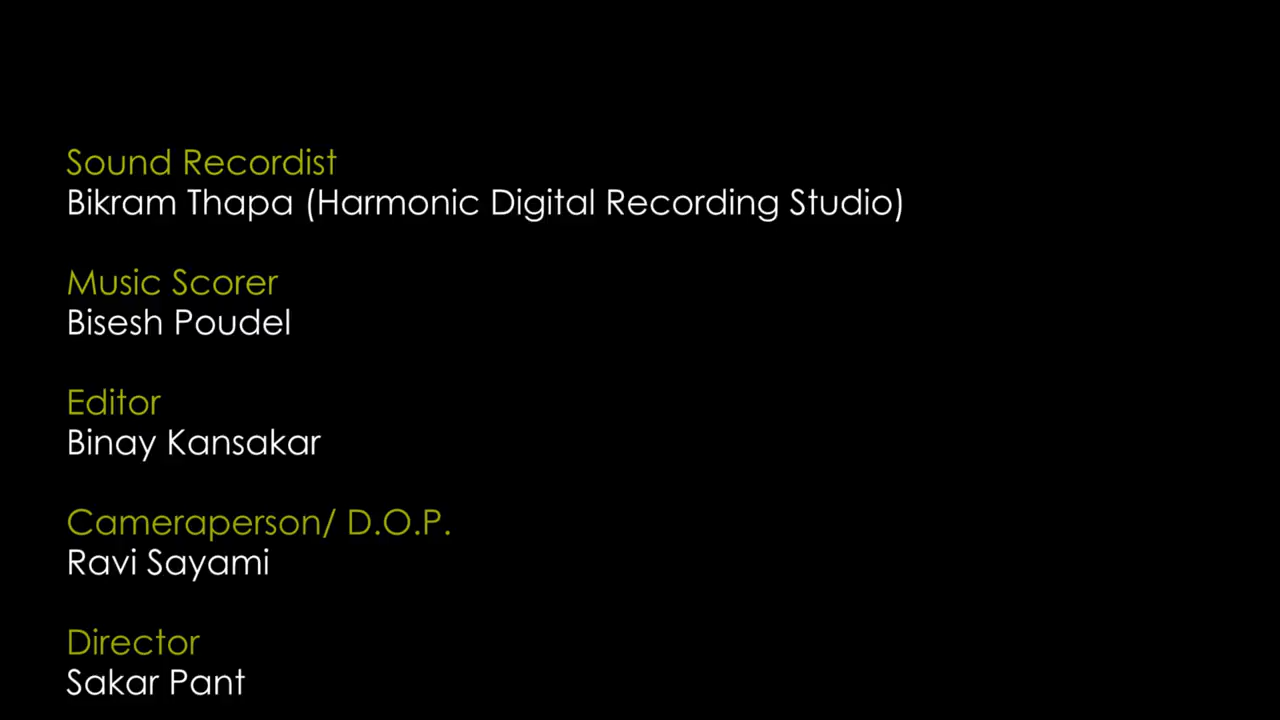 Sound Recordist
Bikram Thapa (Harmonic Digital Recording Studio)
Music Scorer
Bisesh Poudel
Editor
Binay Kansakar
Cameraperson/ D.O.P.
Ravi Sayami
Director
Sakar Pant